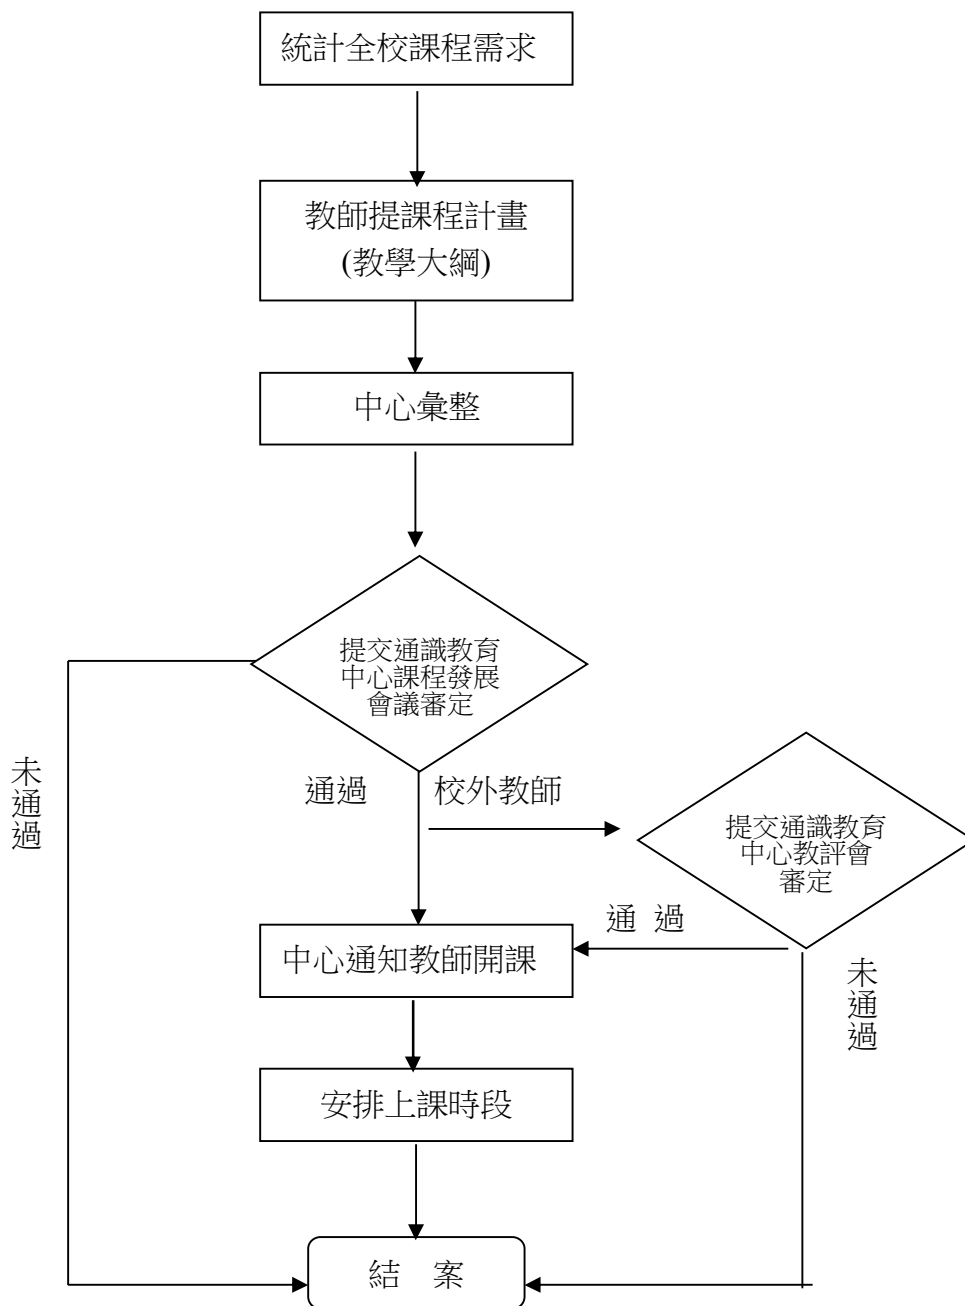 統計全校課程需求
教師提課程計畫
(教學大綱)
中心彙整
提交通識教育
中心課程發展
會議審定
未通過
通過
校外教師
提交通識教育
中心教評會
審定
通 過
中心通知教師開課
未通過
安排上課時段
結 案